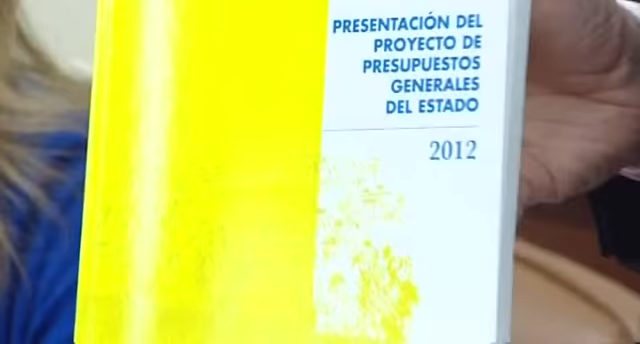 PRESENTACIÓN DEL
PROYECTO DE
PRESUPUESTOS
GENERALES
DEL ESTADO
2012